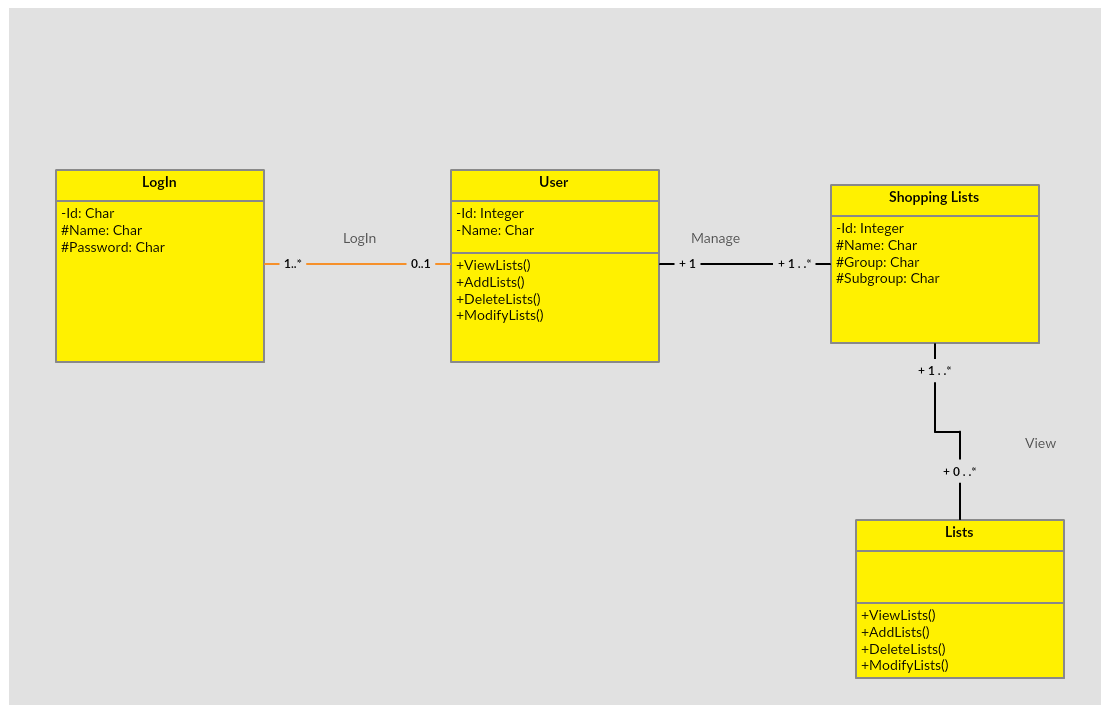 LogIn
-Id: Char
#Name: Char
#Password: Char
LogIn
1..*
0..1
User
-Id: Integer
-Name: Char
+ViewLists()
+AddLists()
+DeleteLists()
+ModifyLists()
Manage
+ 1
+ 1 . .*
Shopping Lists
-Id: Integer
#Name: Char
#Group: Char
#Subgroup: Char
+ 1 . .*
View
+ 0 . .*
Lists
+ViewLists()
+AddLists()
+DeleteLists()
+ModifyLists()